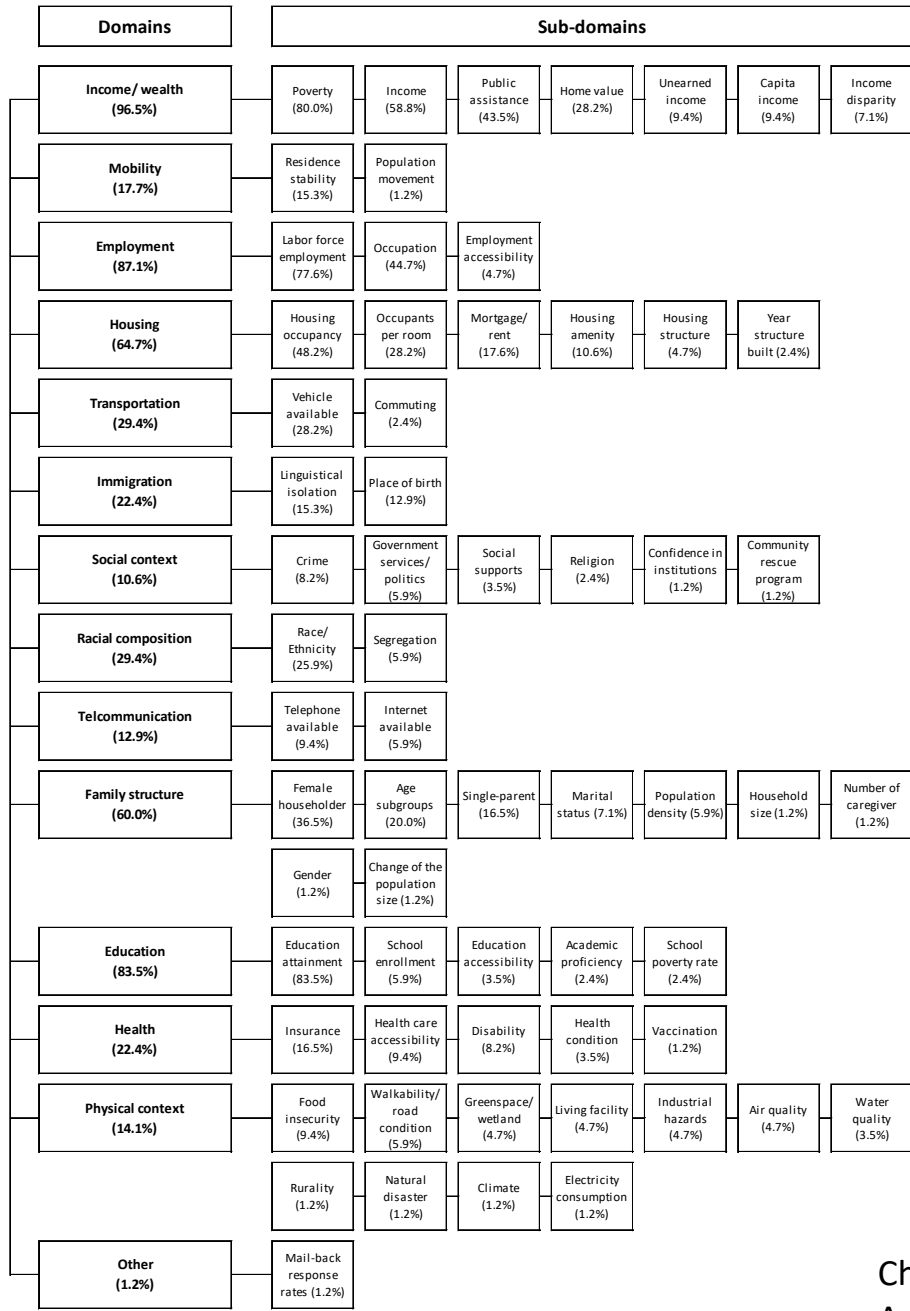 Domains
Sub-domains
Income/ wealth
(96.5%)
Poverty
(80.0%)
Income
(58.8%)
Public
assistance
(43.5%)
Home value
(28.2%)
Unearned
income
(9.4%)
Capita
income
(9.4%)
Income
disparity
(7.1%)
Mobility
(17.7%)
Residence
stability
(15.3%)
Population
movement
(1.2%)
Employment
(87.1%)
Labor force
employment
(77.6%)
Occupation
(44.7%)
Employment
accessibility
(4.7%)
Housing
(64.7%)
Housing
occupancy
(48.2%)
Occupants
per room
(28.2%)
Mortgage/
rent
(17.6%)
Housing
amenity
(10.6%)
Housing
structure
(4.7%)
Year
structure
built (2.4%)
Transportation
(29.4%)
Vehicle
available
(28.2%)
Commuting
(2.4%)
Immigration
(22.4%)
Linguistical
isolation
(15.3%)
Place of birth
(12.9%)
Social context
(10.6%)
Crime
(8.2%)
Government
services/
politics
(5.9%)
Social
supports
(3.5%)
Religion
(2.4%)
Confidence in
institutions
(1.2%)
Community
rescue
program
(1.2%)
Racial composition
(29.4%)
Race/
Ethnicity
(25.9%)
Segregation
(5.9%)
Telcommunication
(12.9%)
Telephone
available
(9.4%)
Internet
available
(5.9%)
Family structure
(60.0%)
Female
householder
(36.5%)
Age
subgroups
(20.0%)
Single-parent
(16.5%)
Marital
status (7.1%)
Population
density (5.9%)
Household
size (1.2%)
Number of
caregiver
(1.2%)
Gender
(1.2%)
Change of the
population
size (1.2%)
Education
(83.5%)
Education
attainment
(83.5%)
School
enrollment
(5.9%)
Education
accessibility
(3.5%)
Academic
proficiency
(2.4%)
School
poverty rate
(2.4%)
Health
(22.4%)
Insurance
(16.5%)
Health care
accessibility
(9.4%)
Disability
(8.2%)
Health
condition
(3.5%)
Vaccination
(1.2%)
Physical context
(14.1%)
Food
insecurity
(9.4%)
Walkability/
road
condition
(5.9%)
Greenspace/
wetland
(4.7%)
Living facility
(4.7%)
Industrial
hazards
(4.7%)
Air quality
(4.7%)
Water
quality
(3.5%)
Rurality
(1.2%)
Natural
disaster
(1.2%)
Climate
(1.2%)
Electricity
consumption
(1.2%)
Other
(1.2%)
Mail-back
response
rates (1.2%)
Ch